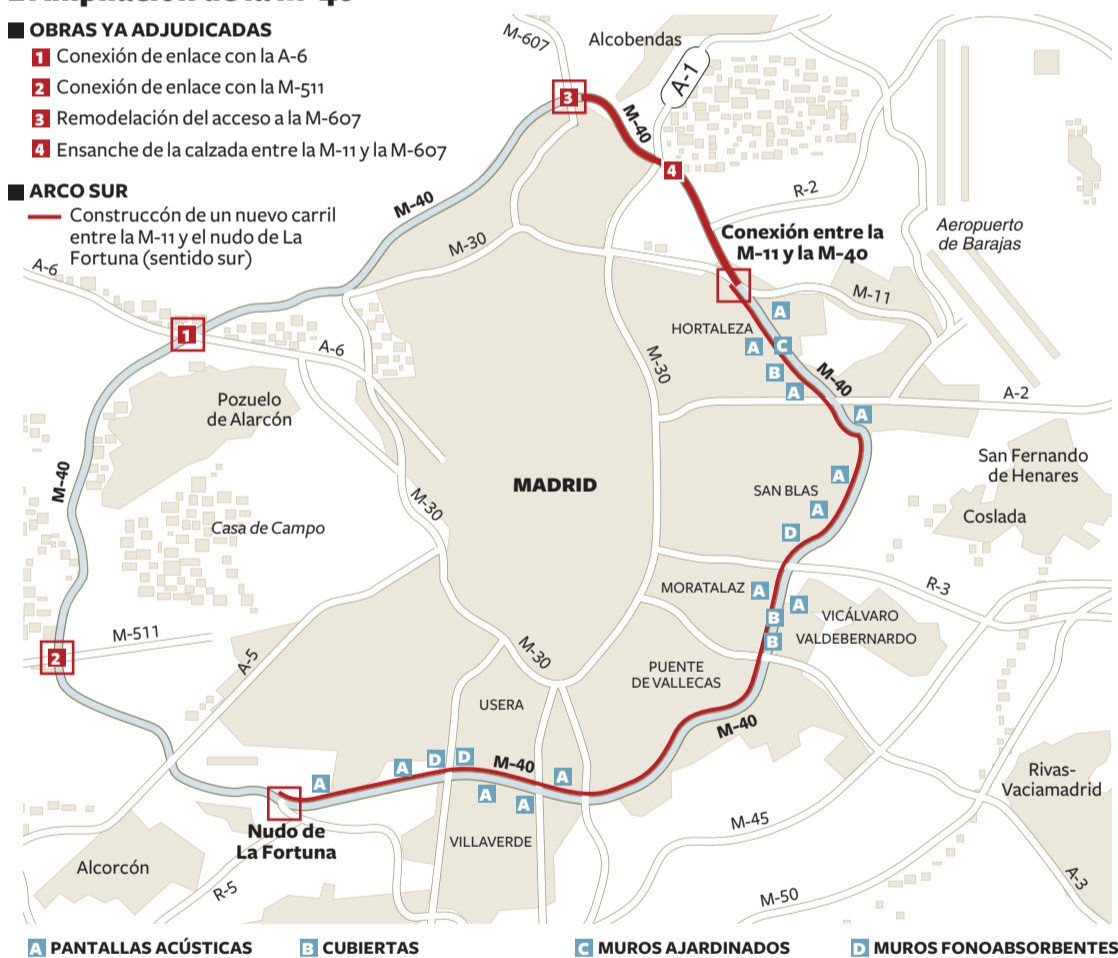 OBRAS YA ADJUDICADAS
1 Conexión de enlace con la A-6
2 Conexión de enlace con la M-511
3 Remodelación del acceso a la M-607
4 Ensanche de la calzada entre la M-11 y la M-607
ARCO SUR
Construccón de un nuevo carril
entre la M-11 y el nudo de La
Fortuna (sentido sur)
M-607
Alcobendas
A-1
3
M-40
4
R-2
M-40
Conexión entre la
M-11 y la M-40
Aeropuerto
de Barajas
M-30
A-6
M-11
A
HORTALEZA
1
A
C
A-6
M-30
B
M-40
A
A-2
Pozuelo
de Alarcón
A
San Fernando
de Henares
M-40
MADRID
A
SAN BLAS
M-30
A
Coslada
Casa de Campo
D
R-3
MORATALAZ
A
A
VICÁLVARO
B
VALDEBERNARDO
B
M-511
2
A-5
M-30
PUENTE
DE VALLECAS
USERA
M-40
D
D
M-40
A
A
A
A
A
Rivas-
Vaciamadrid
Nudo de
La Fortuna
VILLAVERDE
M-45
Alcorcón
R-5
M-50
A-3
A PANTALLAS ACÚSTICAS
B CUBIERTAS
C MUROS AJARDINADOS
D MUROS FONOABSORBENTES